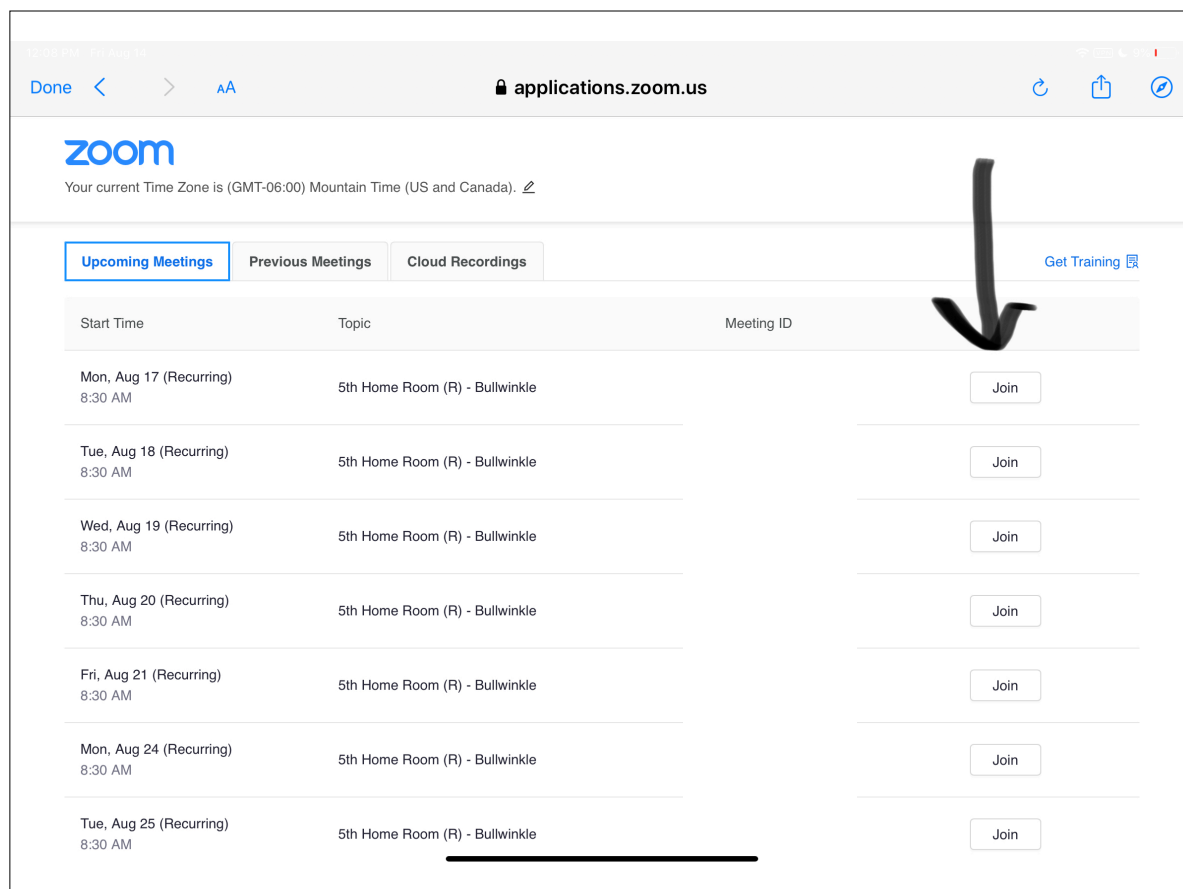 12:08 PM Fri Aug 14
Done
AA
applications.zoom.us
zoom
Your current Time Zone is (GMT-06:00) Mountain Time (US and Canada).
Upcoming Meetings Previous Meetings Cloud Recordings Get Training
Start Time Topic Meeting ID
Mon, Aug 17 (Recurring)
8:30 AM
5th Home Room (R) - Bullwinkle
Join
Tue, Aug 18 (Recurring)
8:30 AM
5th Home Room (R) - Bullwinkle
Join
Wed, Aug 19 (Recurring)
8:30 AM
5th Home Room (R) - Bullwinkle
Join
Thu, Aug 20 (Recurring)
8:30 AM
5th Home Room (R) - Bullwinkle
Join
Fri, Aug 21 (Recurring)
8:30 AM
5th Home Room (R) - Bullwinkle
Join
Mon, Aug 24 (Recurring)
8:30 AM
5th Home Room (R) - Bullwinkle
Join
Tue, Aug 25 (Recurring)
8:30 AM
5th Home Room (R) - Bullwinkle
Join